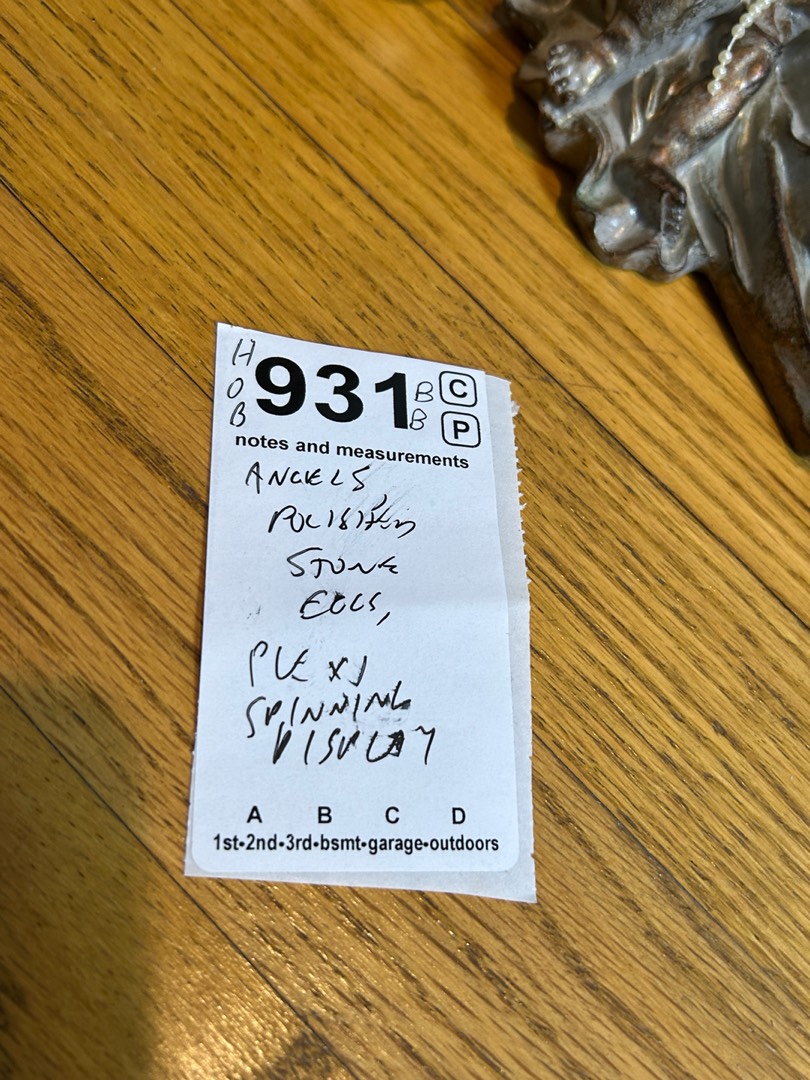 H O B 931 B B C P
notes and measurements
ANGELS,
POLISHED
STONE
EGGS,
PLEXI
SPINNING
DISPLAY
A B C D
1st•2nd•3rd•bsmt•garage•outdoors